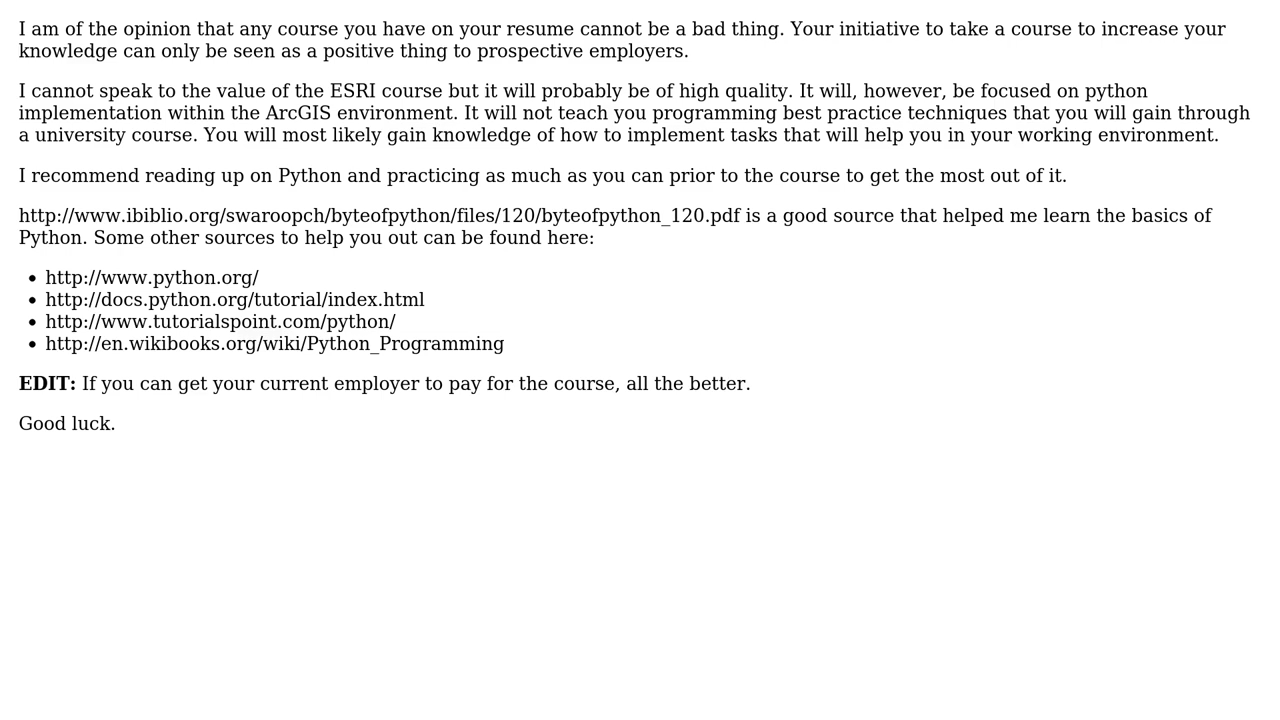 I am of the opinion that any course you have on your resume cannot be a bad thing. Your initiative to take a course to increase your
knowledge can only be seen as a positive thing to prospective employers.
I cannot speak to the value of the ESRI course but it will probably be of high quality. It will, however, be focused on python
implementation within the ArcGIS environment. It will not teach you programming best practice techniques that you will gain through
a university course. You will most likely gain knowledge of how to implement tasks that will help you in your working environment.
I recommend reading up on Python and practicing as much as you can prior to the course to get the most out of it.
http://www.ibiblio.org/swaroopch/byteofpython/files/120/byteofpython_120.pdf is a good source that helped me learn the basics of
Python. Some other sources to help you out can be found here:
• http://www.python.org/
• http://docs.python.org/tutorial/index.html
• http://www.tutorialspoint.com/python/
• http://en.wikibooks.org/wiki/Python_Programming
EDIT: If you can get your current employer to pay for the course, all the better.
Good luck.